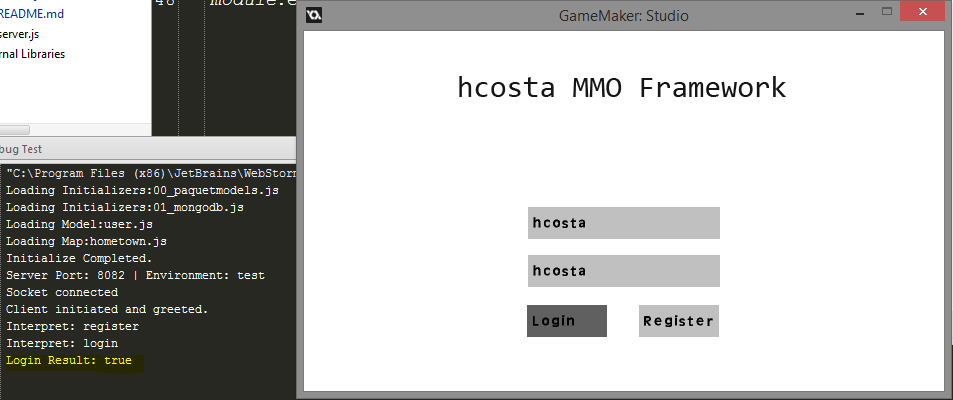 README.md
server.js
rnal Libraries
48
module.e
bug Test
"C:\Program Files (x86)\JetBrains\WebStorr
Loading Initializers:00_paquetmodels.js
Loading Initializers:01_mongodb.js
Loading Model:user.js
Loading Map:hometown.js
Initialize Completed.
Server Port: 8082 | Environment: test
Socket connected
Client initiated and greeted.
Interpret: register
Interpret: login
Login Result: true
GameMaker: Studio
hcosta MMO Framework
hcosta
hcosta
Login Register